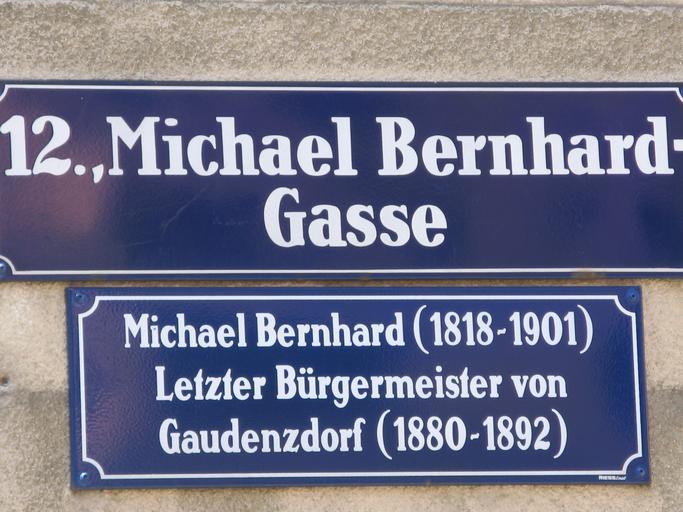 12.,Michael Bernhard-
Gasse
Michael Bernhard (1818-1901)
Letzter Bürgermeister von
Gaudenzdorf (1880-1892)